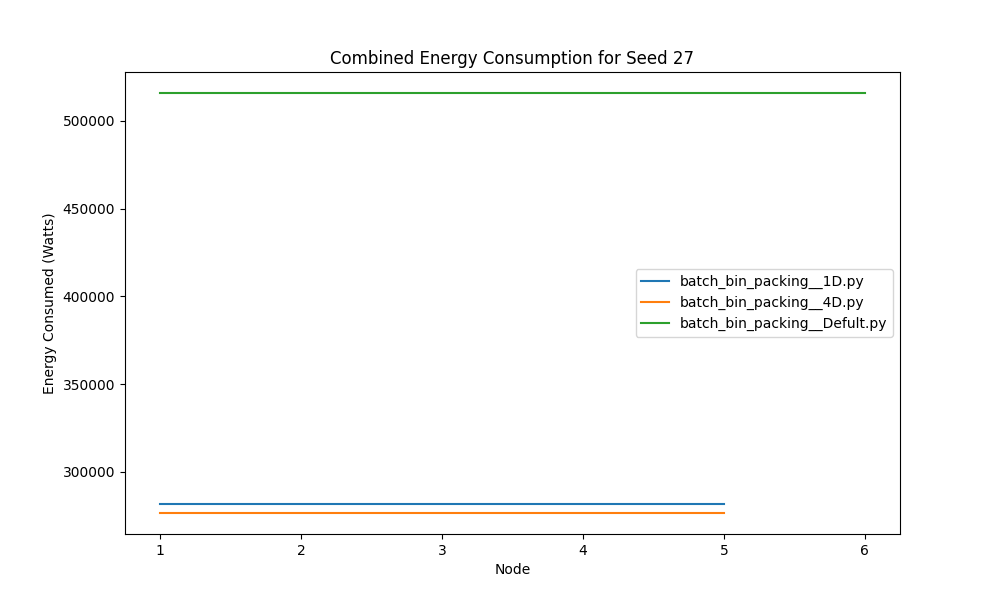 Combined Energy Consumption for Seed 27
Energy Consumed (Watts)
500000
450000
400000
350000
300000
batch_bin_packing__1D.py
batch_bin_packing__4D.py
batch_bin_packing__Defult.py
1 2 3 4 5 6
Node